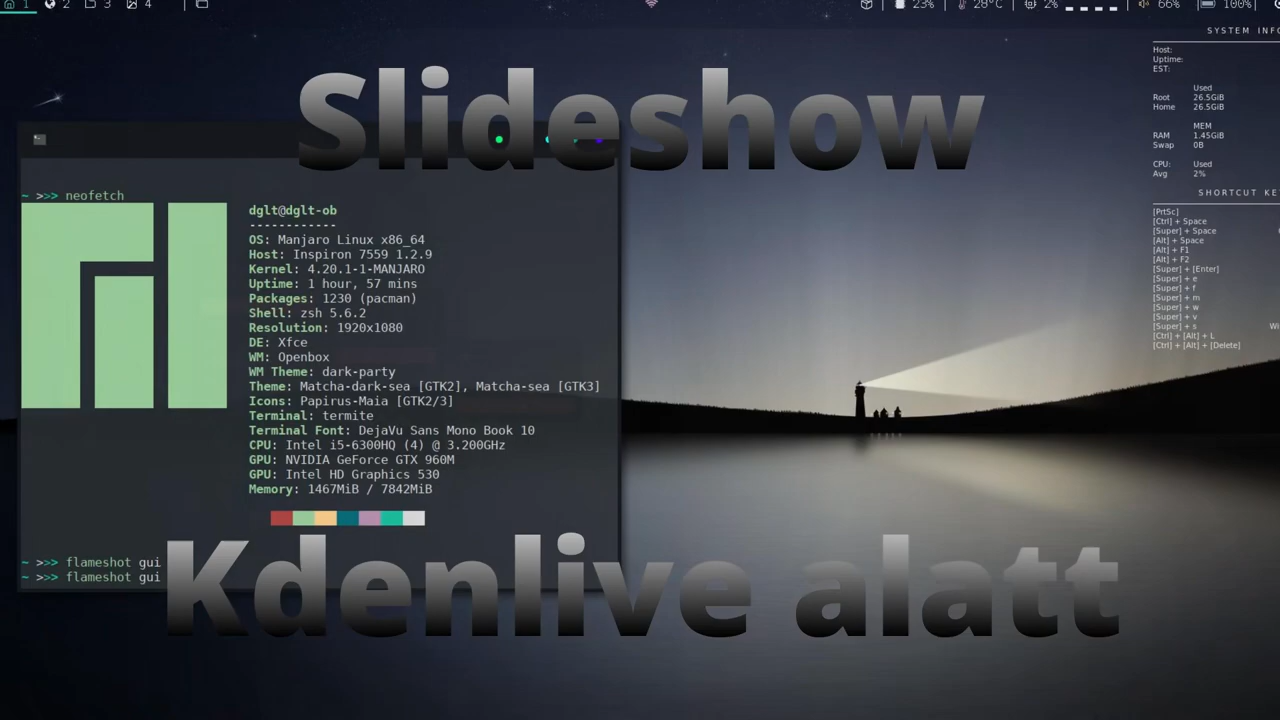 1 2 3 4 23% 28°C 2% 66% 100%
Slideshow
~ >>> neofetch
dglt@dglt-ob
------------
OS: Manjaro Linux x86_64
Host: Inspiron 7559 1.2.9
Kernel: 4.20.1-1-MANJARO
Uptime: 1 hour, 57 mins
Packages: 1230 (pacman)
Shell: zsh 5.6.2
Resolution: 1920x1080
DE: Xfce
WM: Openbox
WM Theme: dark-party
Theme: Matcha-dark-sea [GTK2], Matcha-sea [GTK3]
Icons: Papirus-Maia [GTK2/3]
Terminal: termite
Terminal Font: DejaVu Sans Mono Book 10
CPU: Intel i5-6300HQ (4) @ 3.200GHz
GPU: NVIDIA GeForce GTX 960M
GPU: Intel HD Graphics 530
Memory: 1467MiB / 7842MiB
~ >>> flameshot gui
~ >>> flameshot gui
Kdenlive alatt
SYSTEM INFO
Host:
Uptime:
EST:
Used
Root 26.5GiB
Home 26.5GiB
MEM
RAM 1.45GiB
Swap 0B
CPU: Used
Avg 2%
SHORTCUT KE
[PrtSc]
[Ctrl] + Space
[Super] + Space
[Alt] + Space
[Alt] + F1
[Alt] + F2
[Super] + [Enter]
[Super] + e
[Super] + f
[Super] + m
[Super] + w
[Super] + v
[Super] + s Wi
[Ctrl] + [Alt] + L
[Ctrl] + [Alt] + [Delete]